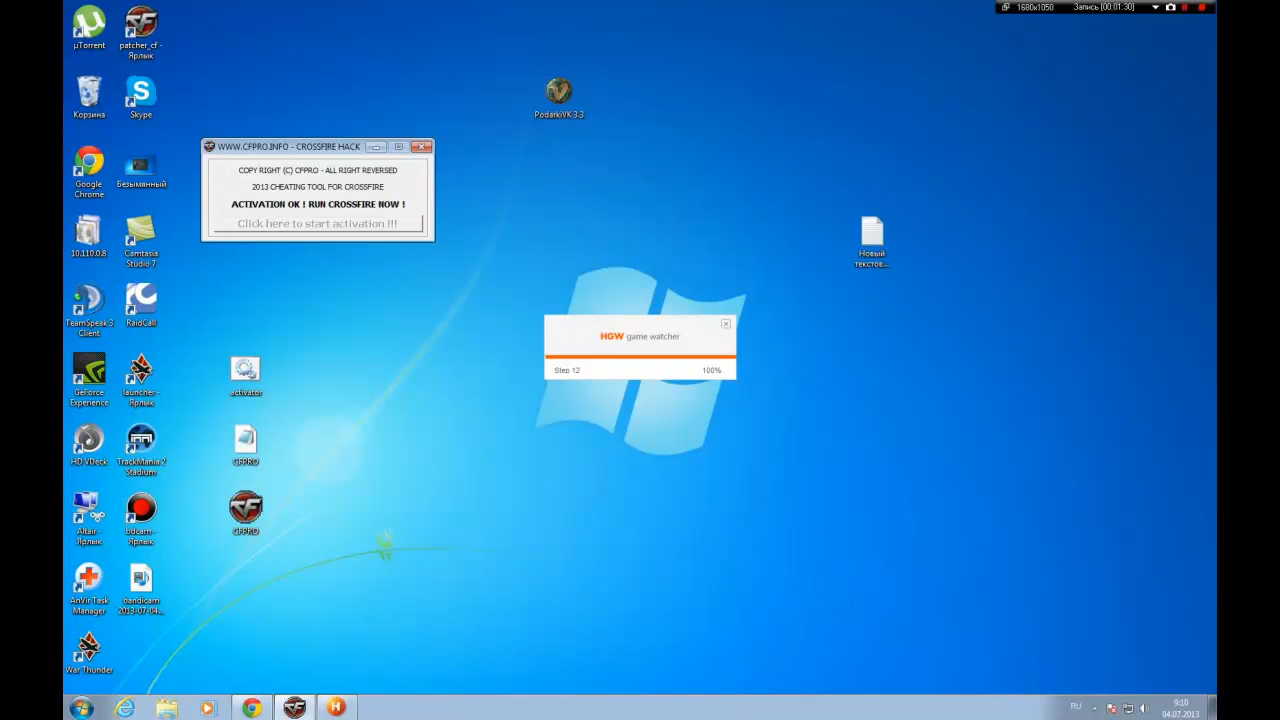 1680x1050 Запись [00:01:30]
µTorrent
patcher_cf -
Ярлык
Корзина
Skype
PodarkiVK 3.3
WWW.CFPRO.INFO - CROSSFIRE HACK
COPY RIGHT (C) CFPRO - ALL RIGHT REVERSED
2013 CHEATING TOOL FOR CROSSFIRE
ACTIVATION OK ! RUN CROSSFIRE NOW !
Click here to start activation !!!
Google
Chrome
Безымянный
10.110.0.8
Camtasia
Studio 7
Новый
текстов...
TeamSpeak 3
Client
RaidCall
HGW game watcher
Step 12 100%
GeForce
Experience
launcher -
Ярлык
activator
HD VDeck
TrackMania 2
Stadium
CFPRO
Altair -
Ярлык
bdcam -
Ярлык
CFPRO
AnVir Task
Manager
bandicam
2013-07-04...
War Thunder
RU
9:10
04.07.2013